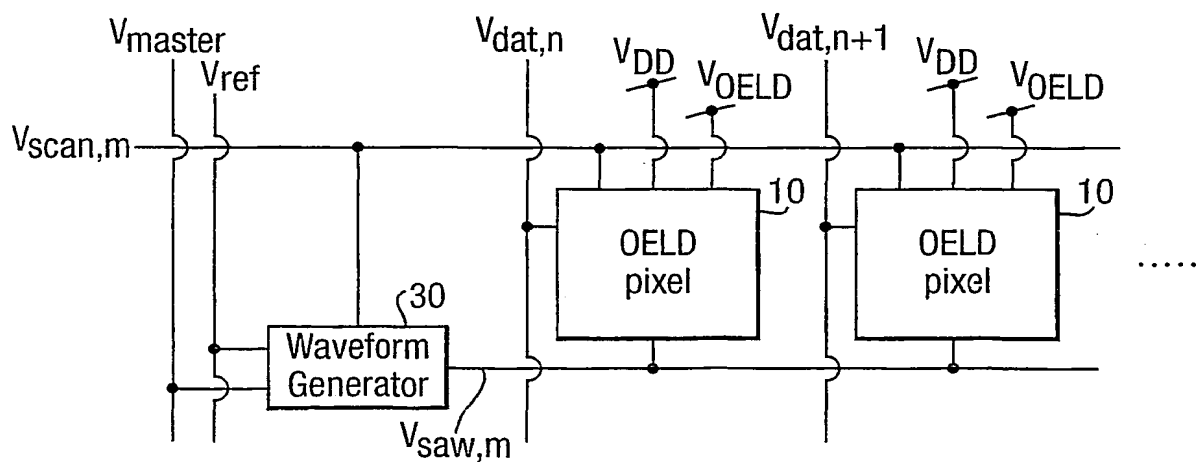 Vmaster
Vref
Vdat,n
VDD
VOELD
Vdat,n+1
VDD
VOELD
Vscan,m
10
10
OELD
pixel
OELD
pixel
.....
30
Waveform
Generator
Vsaw,m